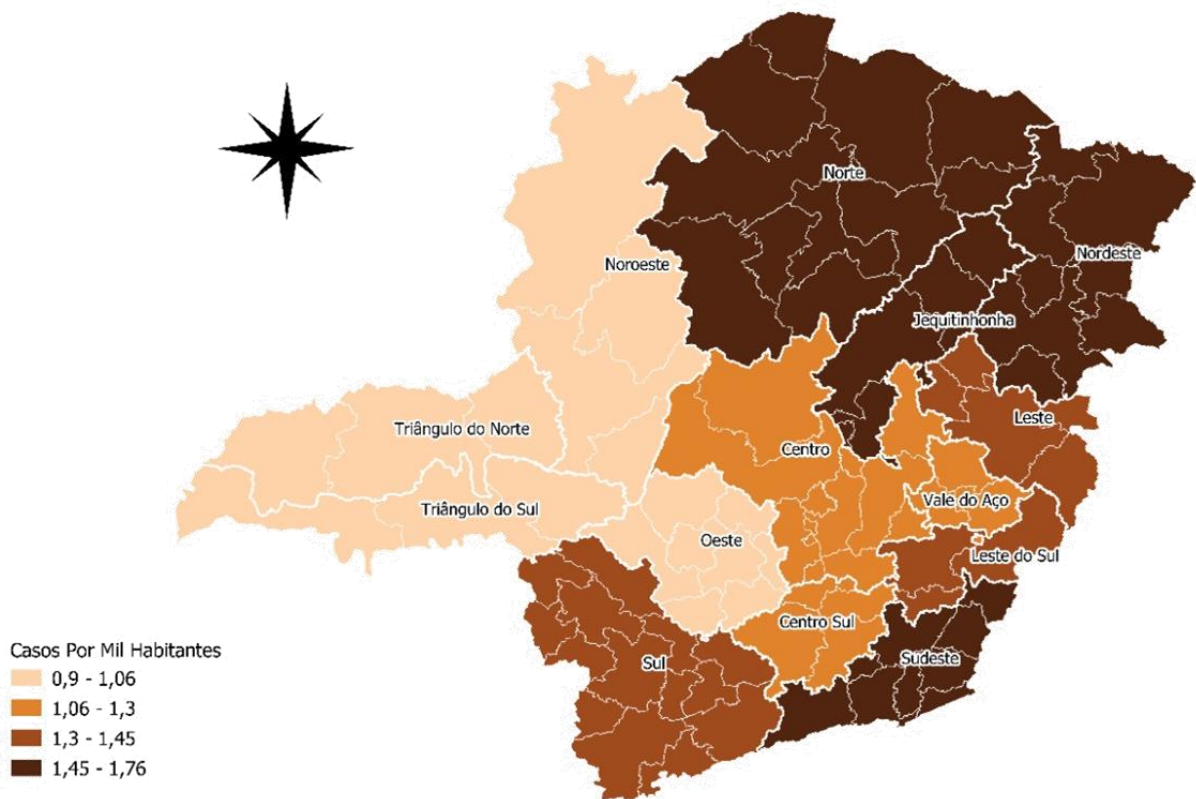 Norte
Nordeste
Noroeste
Jequitinhonha
Leste
Triângulo do Norte
Centro
Vale do Aço
Triângulo do Sul
Oeste
Leste do Sul
Centro Sul
Sudeste
Sul
Casos Por Mil Habitantes
0,9 - 1,06
1,06 - 1,3
1,3 - 1,45
1,45 - 1,76